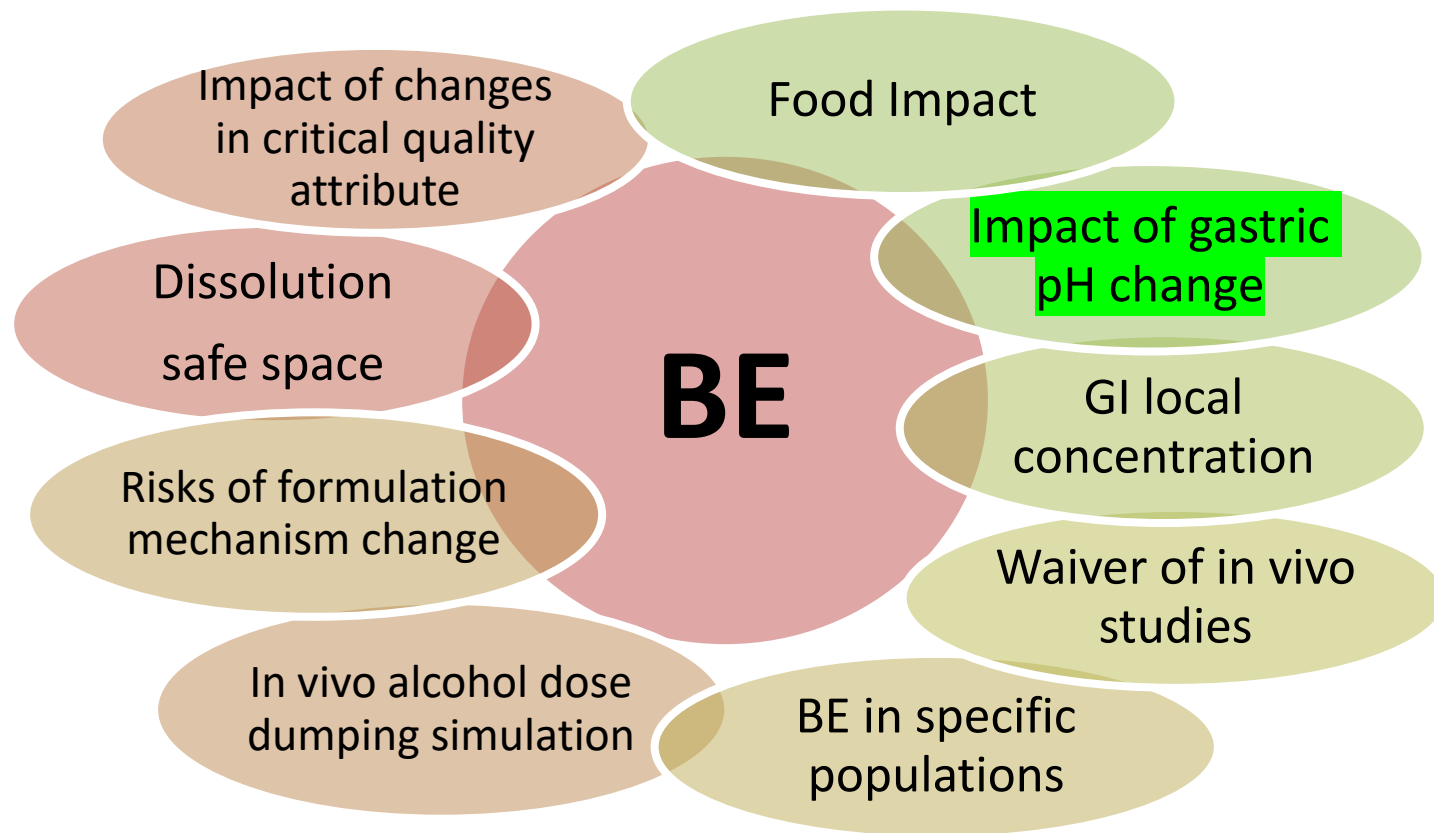 Food Impact
Impact of gastric
pH change
GI local
concentration
Waiver of in vivo
studies
BE in specific
populations
In vivo alcohol dose
dumping simulation
Risks of formulation
mechanism change
Dissolution
safe space
Impact of changes
in critical quality
attribute
BE